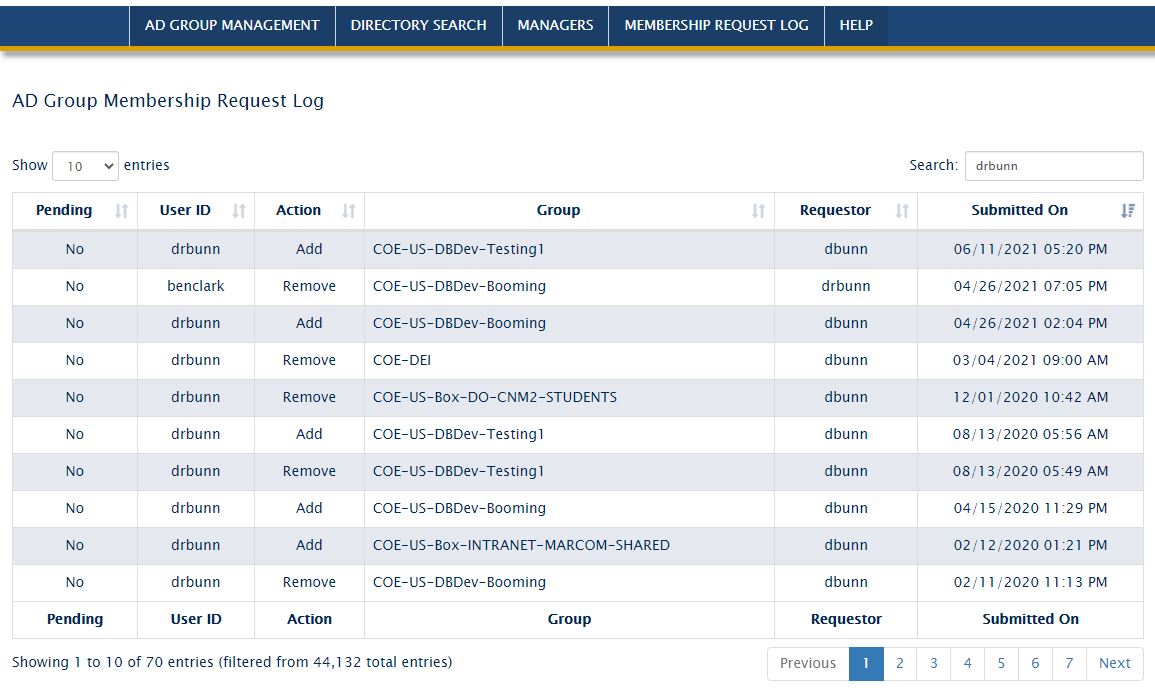 AD GROUP MANAGEMENT DIRECTORY SEARCH MANAGERS MEMBERSHIP REQUEST LOG HELP
AD Group Membership Request Log
Show 10 entries Search: drbunn
Pending User ID Action Group Requestor Submitted On
No drbunn Add COE-US-DBDev-Testing1 dbunn 06/11/2021 05:20 PM
No benclark Remove COE-US-DBDev-Booming drbunn 04/26/2021 07:05 PM
No drbunn Add COE-US-DBDev-Booming dbunn 04/26/2021 02:04 PM
No drbunn Remove COE-DEI dbunn 03/04/2021 09:00 AM
No drbunn Remove COE-US-Box-DO-CNM2-STUDENTS dbunn 12/01/2020 10:42 AM
No drbunn Add COE-US-DBDev-Testing1 dbunn 08/13/2020 05:56 AM
No drbunn Remove COE-US-DBDev-Testing1 dbunn 08/13/2020 05:49 AM
No drbunn Add COE-US-DBDev-Booming dbunn 04/15/2020 11:29 PM
No drbunn Add COE-US-Box-INTRANET-MARCOM-SHARED dbunn 02/12/2020 01:21 PM
No drbunn Remove COE-US-DBDev-Booming dbunn 02/11/2020 11:13 PM
Pending User ID Action Group Requestor Submitted On
Showing 1 to 10 of 70 entries (filtered from 44,132 total entries) Previous 1 2 3 4 5 6 7 Next